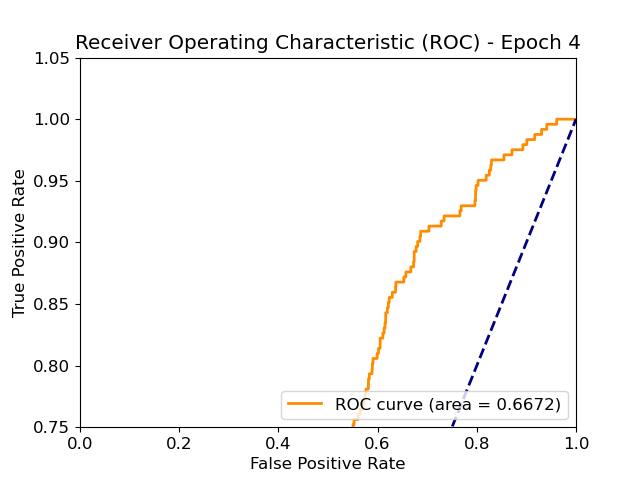 Receiver Operating Characteristic (ROC) - Epoch 4
1.05
1.00
0.95
0.90
0.85
0.80
0.75
True Positive Rate
ROC curve (area = 0.6672)
0.0 0.2 0.4 0.6 0.8 1.0
False Positive Rate